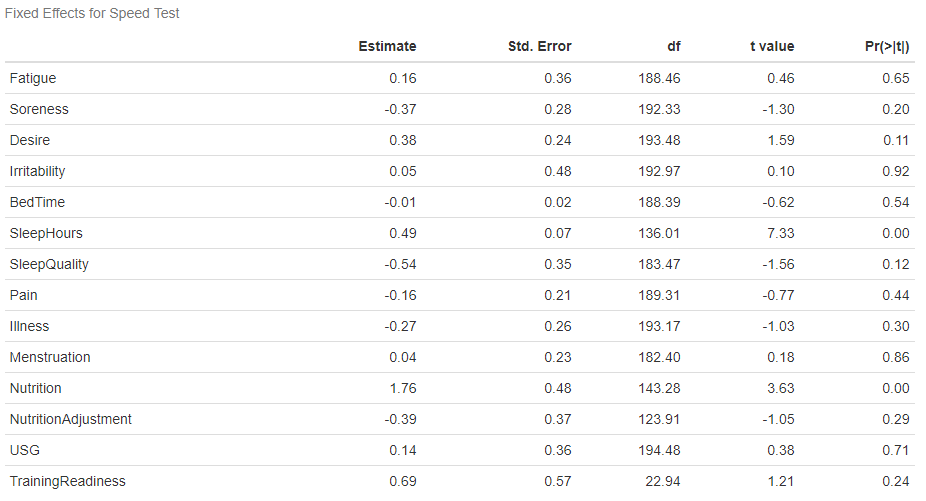 Fixed Effects for Speed Test
Estimate Std. Error df t value Pr(>|t|)
Fatigue 0.16 0.36 188.46 0.46 0.65
Soreness -0.37 0.28 192.33 -1.30 0.20
Desire 0.38 0.24 193.48 1.59 0.11
Irritability 0.05 0.48 192.97 0.10 0.92
BedTime -0.01 0.02 188.39 -0.62 0.54
SleepHours 0.49 0.07 136.01 7.33 0.00
SleepQuality -0.54 0.35 183.47 -1.56 0.12
Pain -0.16 0.21 189.31 -0.77 0.44
Illness -0.27 0.26 193.17 -1.03 0.30
Menstruation 0.04 0.23 182.40 0.18 0.86
Nutrition 1.76 0.48 143.28 3.63 0.00
NutritionAdjustment -0.39 0.37 123.91 -1.05 0.29
USG 0.14 0.36 194.48 0.38 0.71
TrainingReadiness 0.69 0.57 22.94 1.21 0.24